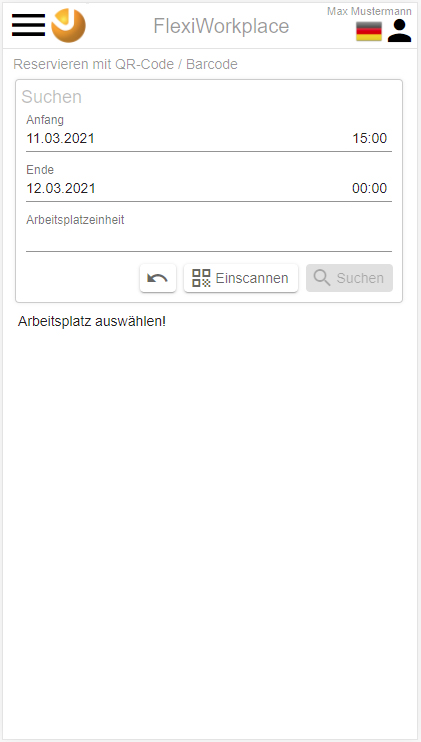 Max Mustermann
FlexiWorkplace
Reservieren mit QR-Code / Barcode
Suchen
Anfang
11.03.2021 15:00
Ende
12.03.2021 00:00
Arbeitsplatzeinheit
Einscannen Suchen
Arbeitsplatz auswählen!